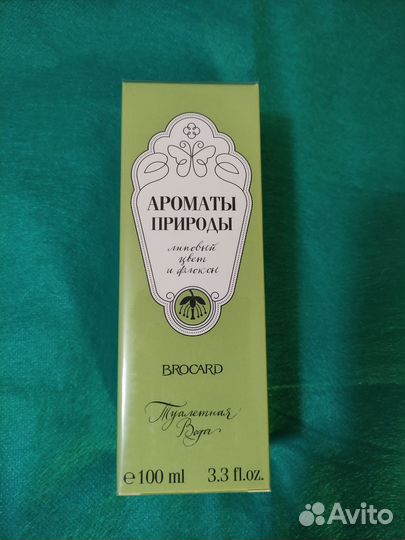 АРОМАТЫ
ПРИРОДЫ
липовый
цвет
и флоксы
BROCARD
Туалетная
Вода
℮ 100 ml 3.3 fl.oz.
Avito